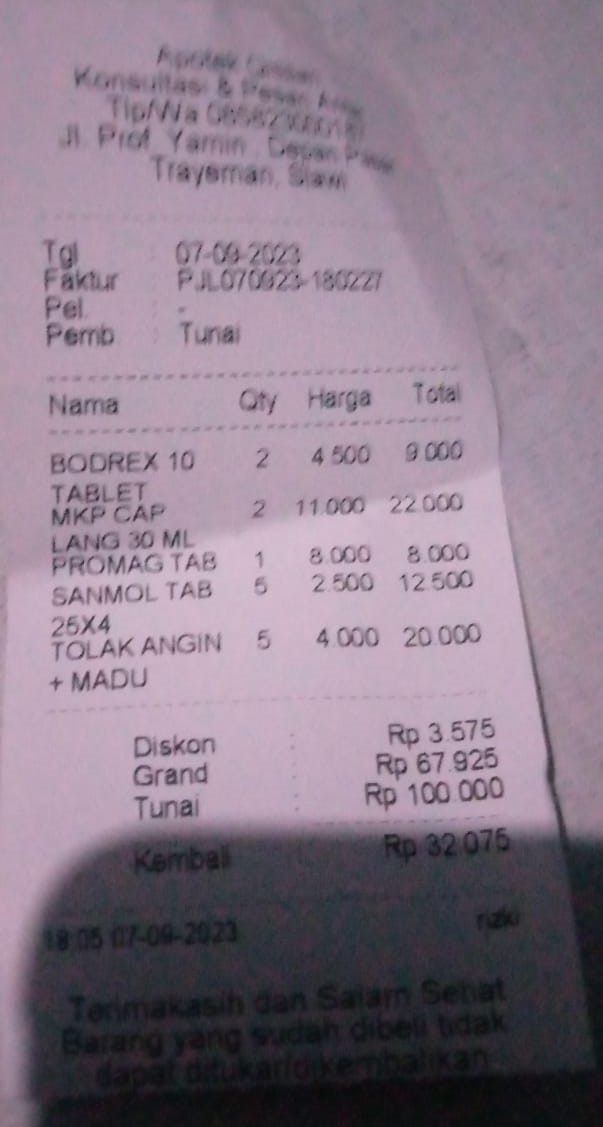 Apotek
Konsultasi & Pesan
Tlp/Wa
Jl. Prof. Yamin, Depan
Trayeman, Slawi
Tgl : 07-09-2023
Faktur : PJL070923-180227
Pel. : -
Pemb : Tunai
Nama Qty Harga Total
BODREX 10 2 4.500 9.000
TABLET
MKP CAP 2 11.000 22.000
LANG 30 ML
PROMAG TAB 1 8.000 8.000
SANMOL TAB 5 2.500 12.500
25X4
TOLAK ANGIN 5 4.000 20.000
+ MADU
Diskon : Rp 3.575
Grand : Rp 67.925
Tunai : Rp 100.000
Kembali : Rp 32.075
18:05 07-09-2023 rizki
Terimakasih dan Salam Sehat
Barang yang sudah dibeli tidak
dapat ditukar/dikembalikan